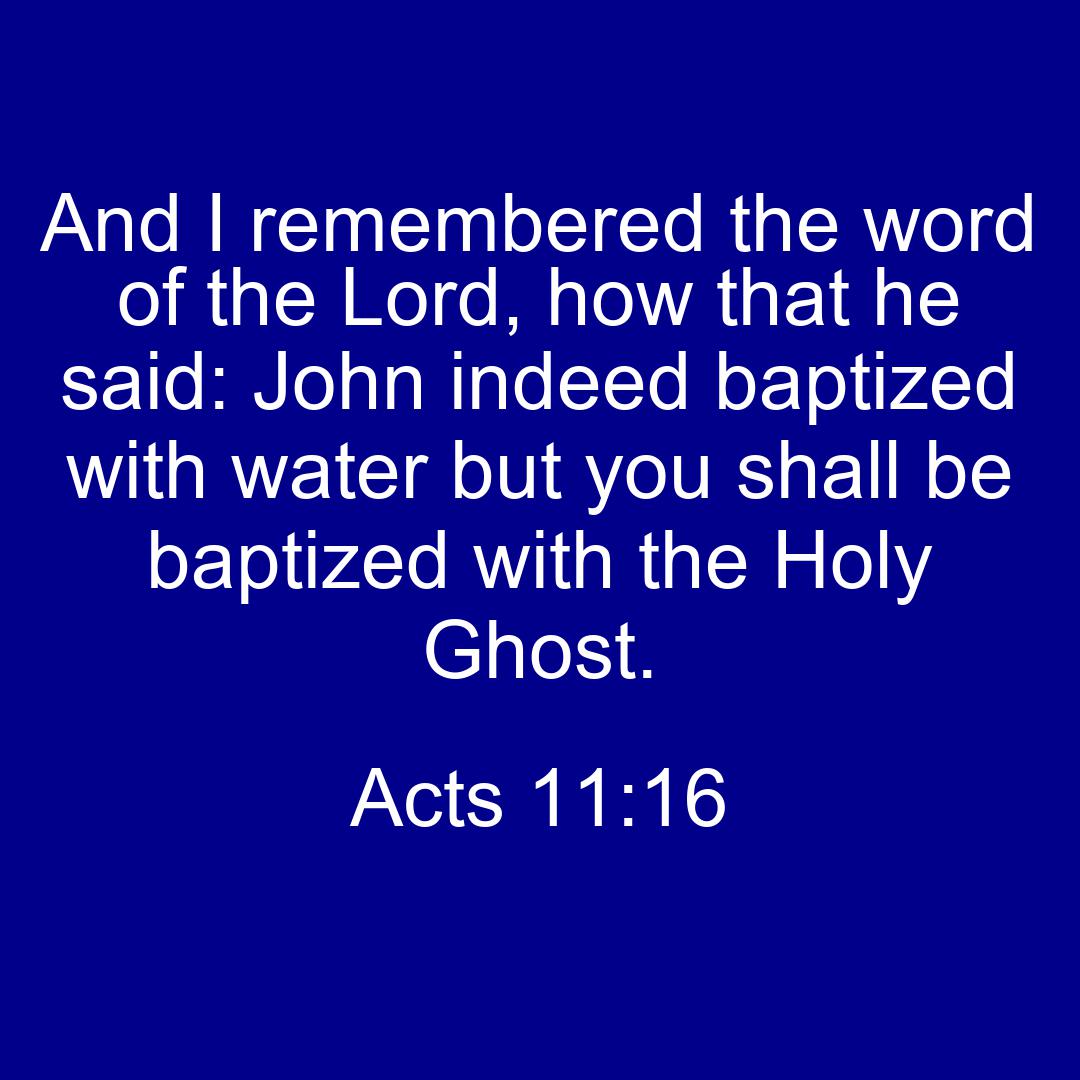 And I remembered the word
of the Lord, how that he
said: John indeed baptized
with water but you shall be
baptized with the Holy
Ghost.
Acts 11:16